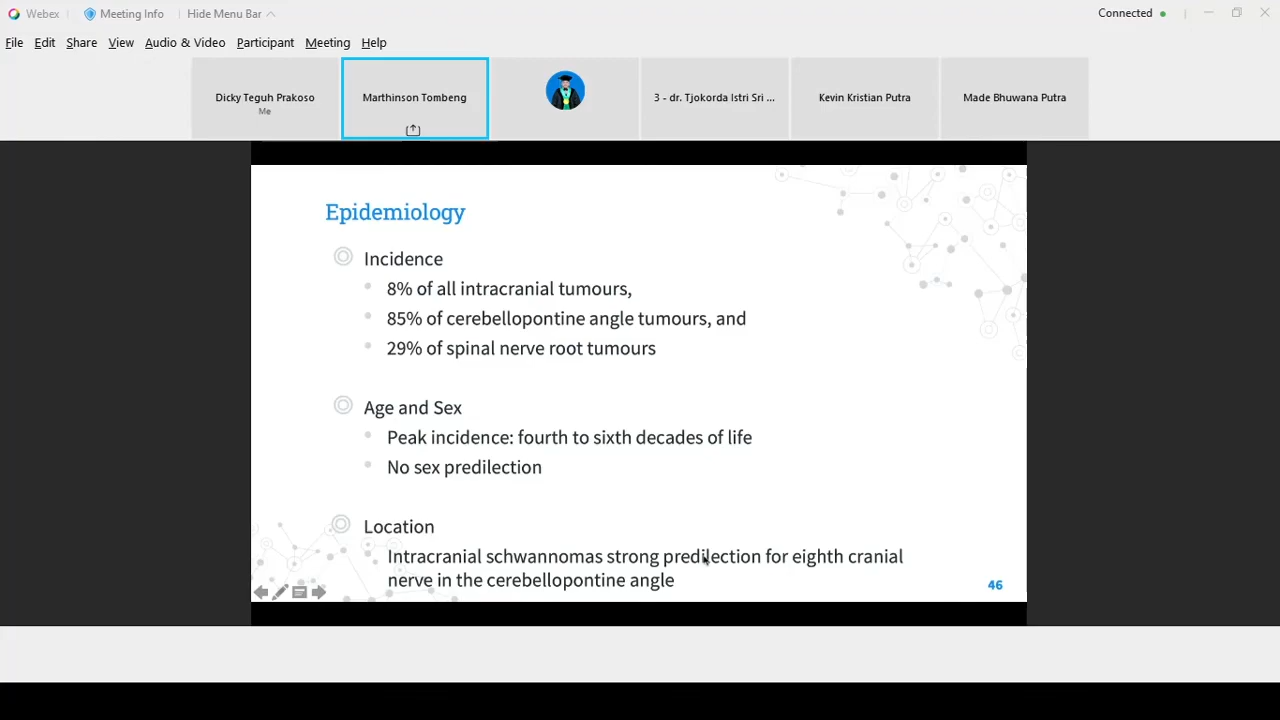 Webex
Meeting Info
Hide Menu Bar
Connected
File Edit Share View Audio & Video Participant Meeting Help
Dicky Teguh Prakoso
Me
Marthinson Tombeng
3 - dr. Tjokorda Istri Sri ...
Kevin Kristian Putra
Made Bhuwana Putra
Epidemiology
Incidence
8% of all intracranial tumours,
85% of cerebellopontine angle tumours, and
29% of spinal nerve root tumours
Age and Sex
Peak incidence: fourth to sixth decades of life
No sex predilection
Location
Intracranial schwannomas strong predilection for eighth cranial
nerve in the cerebellopontine angle
46